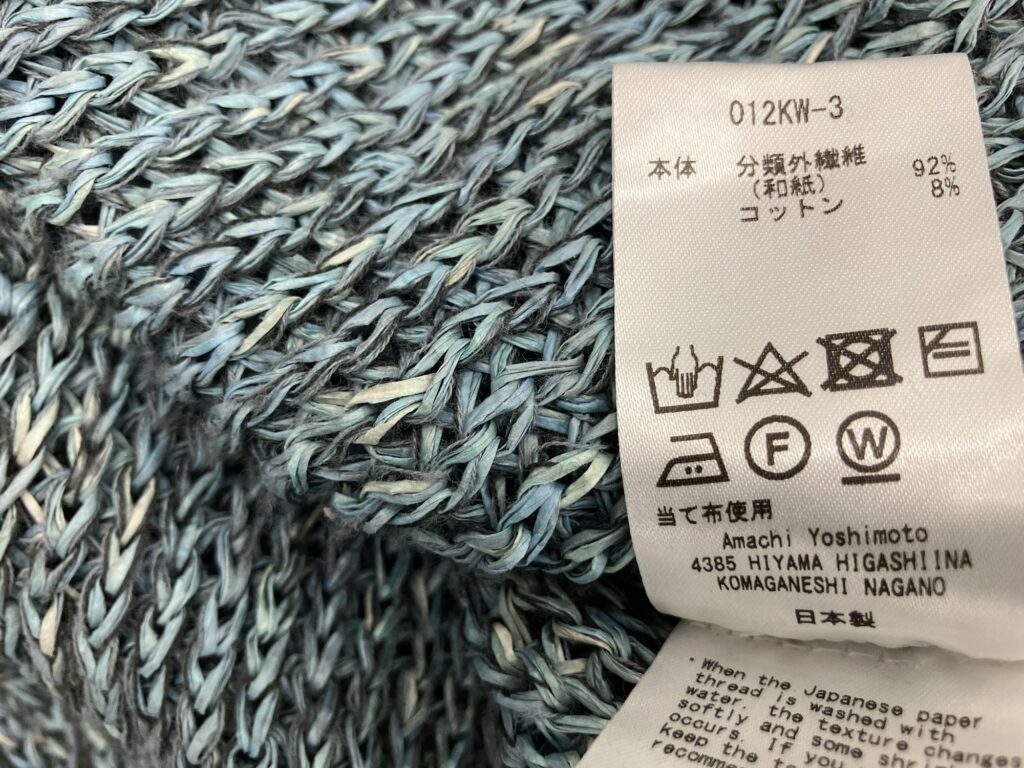 012KW-3
本体 分類外繊維 92%
(和紙) 8%
コットン
F W
当て布使用
Amachi Yoshimoto
4385 HIYAMA HIGASHIINA
KOMAGANESHI NAGANO
日本製
・When the Japanese paper
thread is washed with
water. the texture changes
softly and some
occurs. If you
keep the